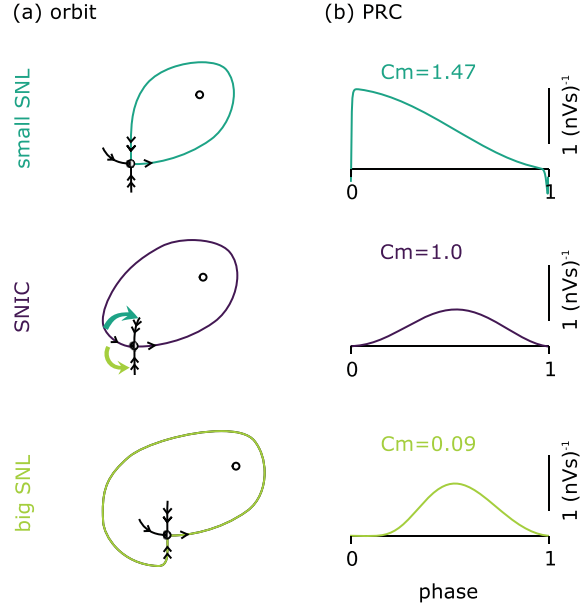 (a) orbit
(b) PRC
small SNL
Cm=1.47
1 (nVs)⁻¹
0
1
SNIC
Cm=1.0
1 (nVs)⁻¹
0
1
big SNL
Cm=0.09
1 (nVs)⁻¹
0
1
phase